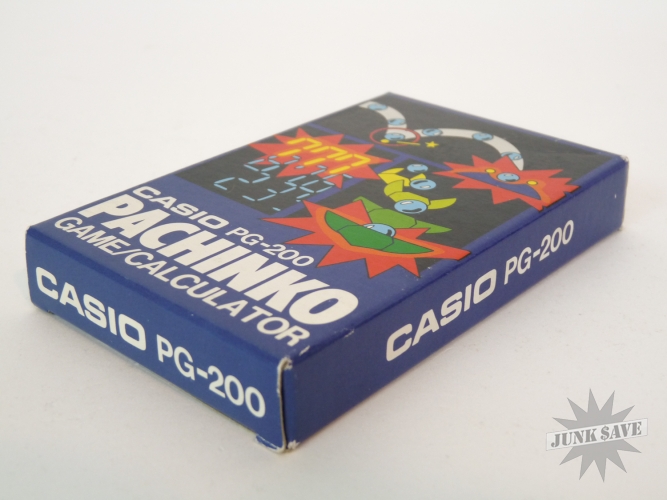 CASIO PG-200
PACHINKO
GAME/CALCULATOR
CASIO PG-200
CASIO PG-200
JUNK SAVE